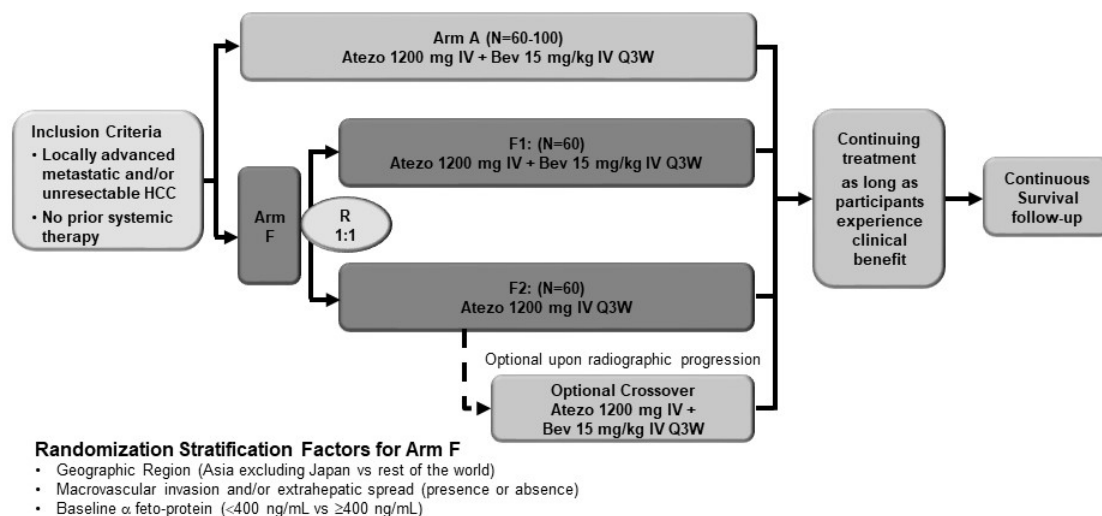 Arm A (N=60-100)
Atezo 1200 mg IV + Bev 15 mg/kg IV Q3W
Inclusion Criteria
• Locally advanced
metastatic and/or
unresectable HCC
• No prior systemic
therapy
Arm
F
R
1:1
F1: (N=60)
Atezo 1200 mg IV + Bev 15 mg/kg IV Q3W
F2: (N=60)
Atezo 1200 mg IV Q3W
Optional upon radiographic progression
Optional Crossover
Atezo 1200 mg IV +
Bev 15 mg/kg IV Q3W
Continuing
treatment
as long as
participants
experience
clinical
benefit
Continuous
Survival
follow-up
Randomization Stratification Factors for Arm F
• Geographic Region (Asia excluding Japan vs rest of the world)
• Macrovascular invasion and/or extrahepatic spread (presence or absence)
• Baseline α feto-protein (<400 ng/mL vs ≥400 ng/mL)